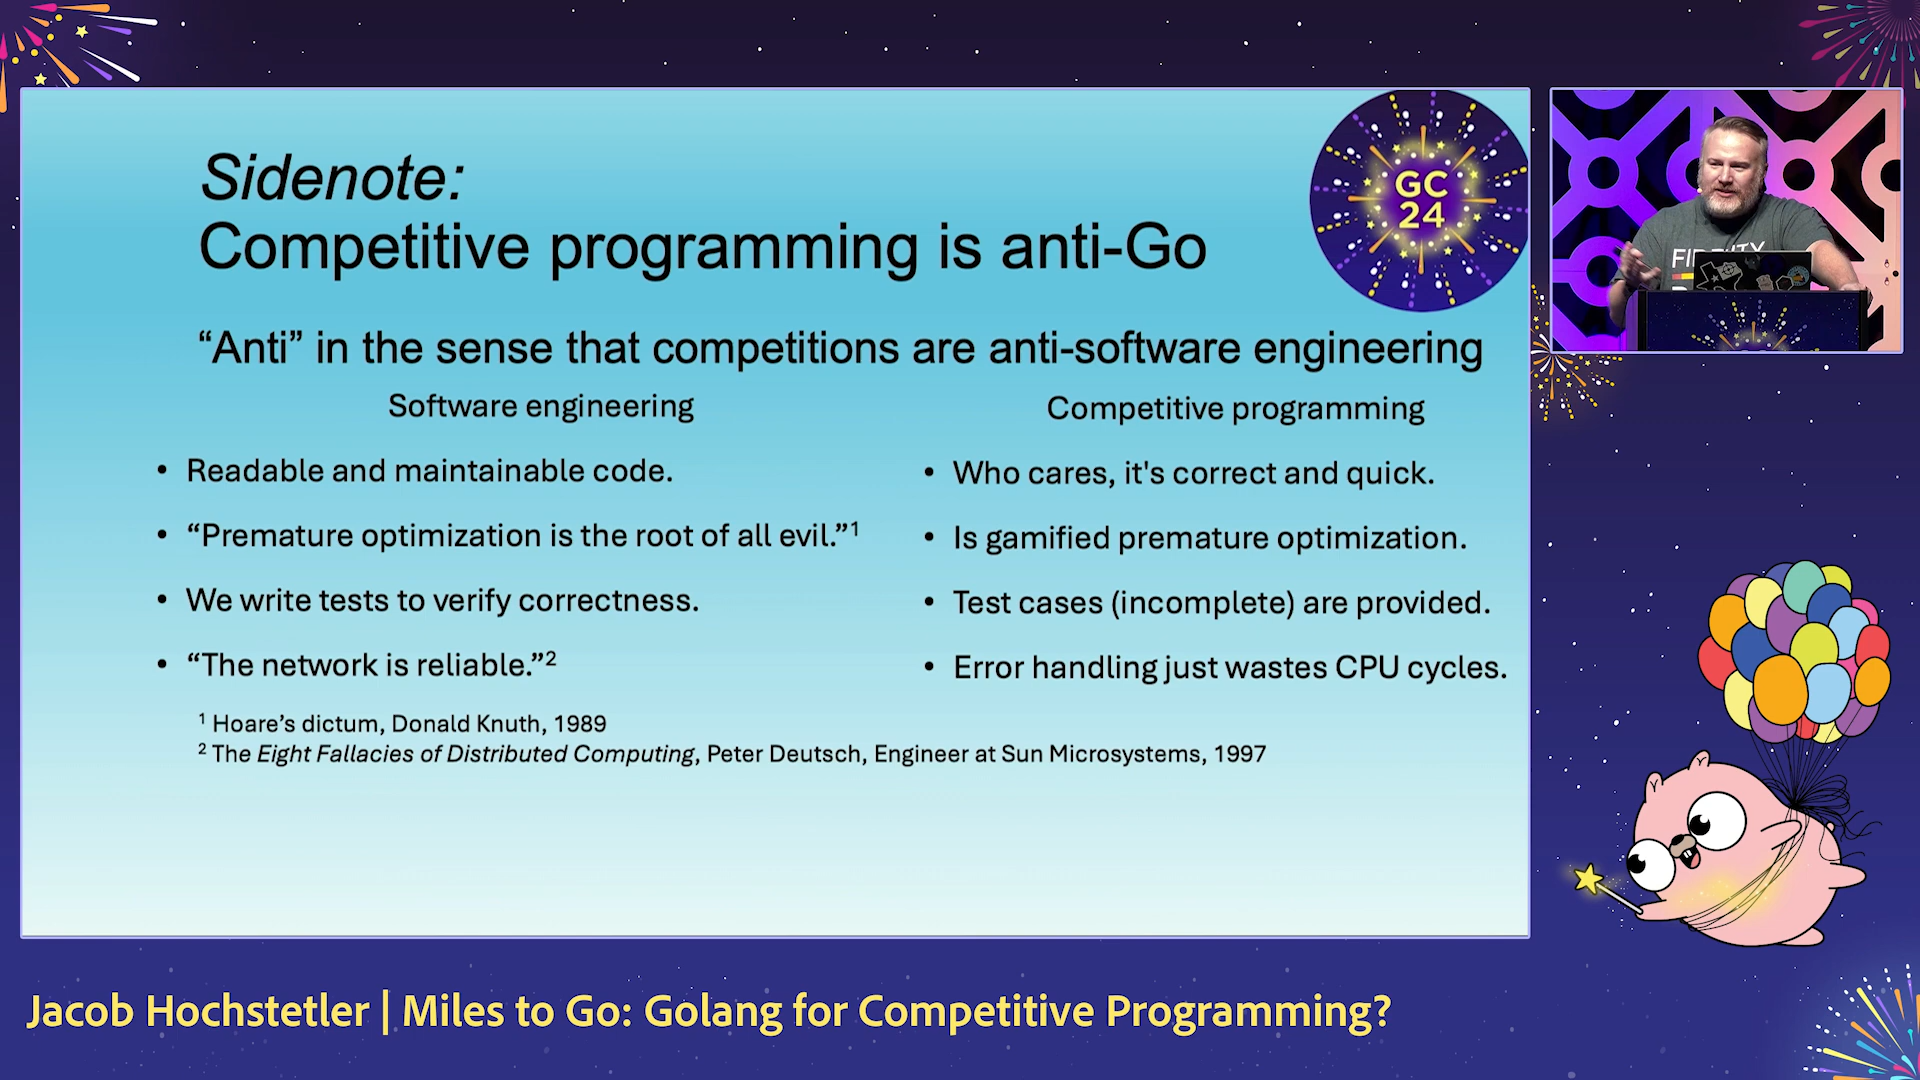 Sidenote:
Competitive programming is anti-Go
GC
24
“Anti” in the sense that competitions are anti-software engineering
Software engineering
• Readable and maintainable code.
• “Premature optimization is the root of all evil.”¹
• We write tests to verify correctness.
• “The network is reliable.”²
Competitive programming
• Who cares, it's correct and quick.
• Is gamified premature optimization.
• Test cases (incomplete) are provided.
• Error handling just wastes CPU cycles.
¹ Hoare’s dictum, Donald Knuth, 1989
² The Eight Fallacies of Distributed Computing, Peter Deutsch, Engineer at Sun Microsystems, 1997
Jacob Hochstetler | Miles to Go: Golang for Competitive Programming?